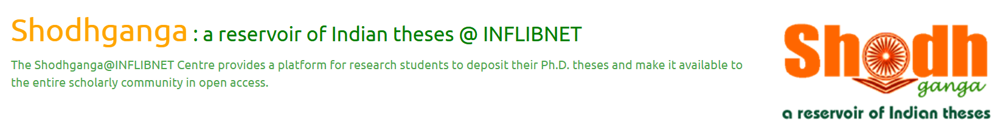 Shodhganga : a reservoir of Indian theses @ INFLIBNET
The Shodhganga@INFLIBNET Centre provides a platform for research students to deposit their Ph.D. theses and make it available to
the entire scholarly community in open access.
Shodh
ganga
a reservoir of Indian theses